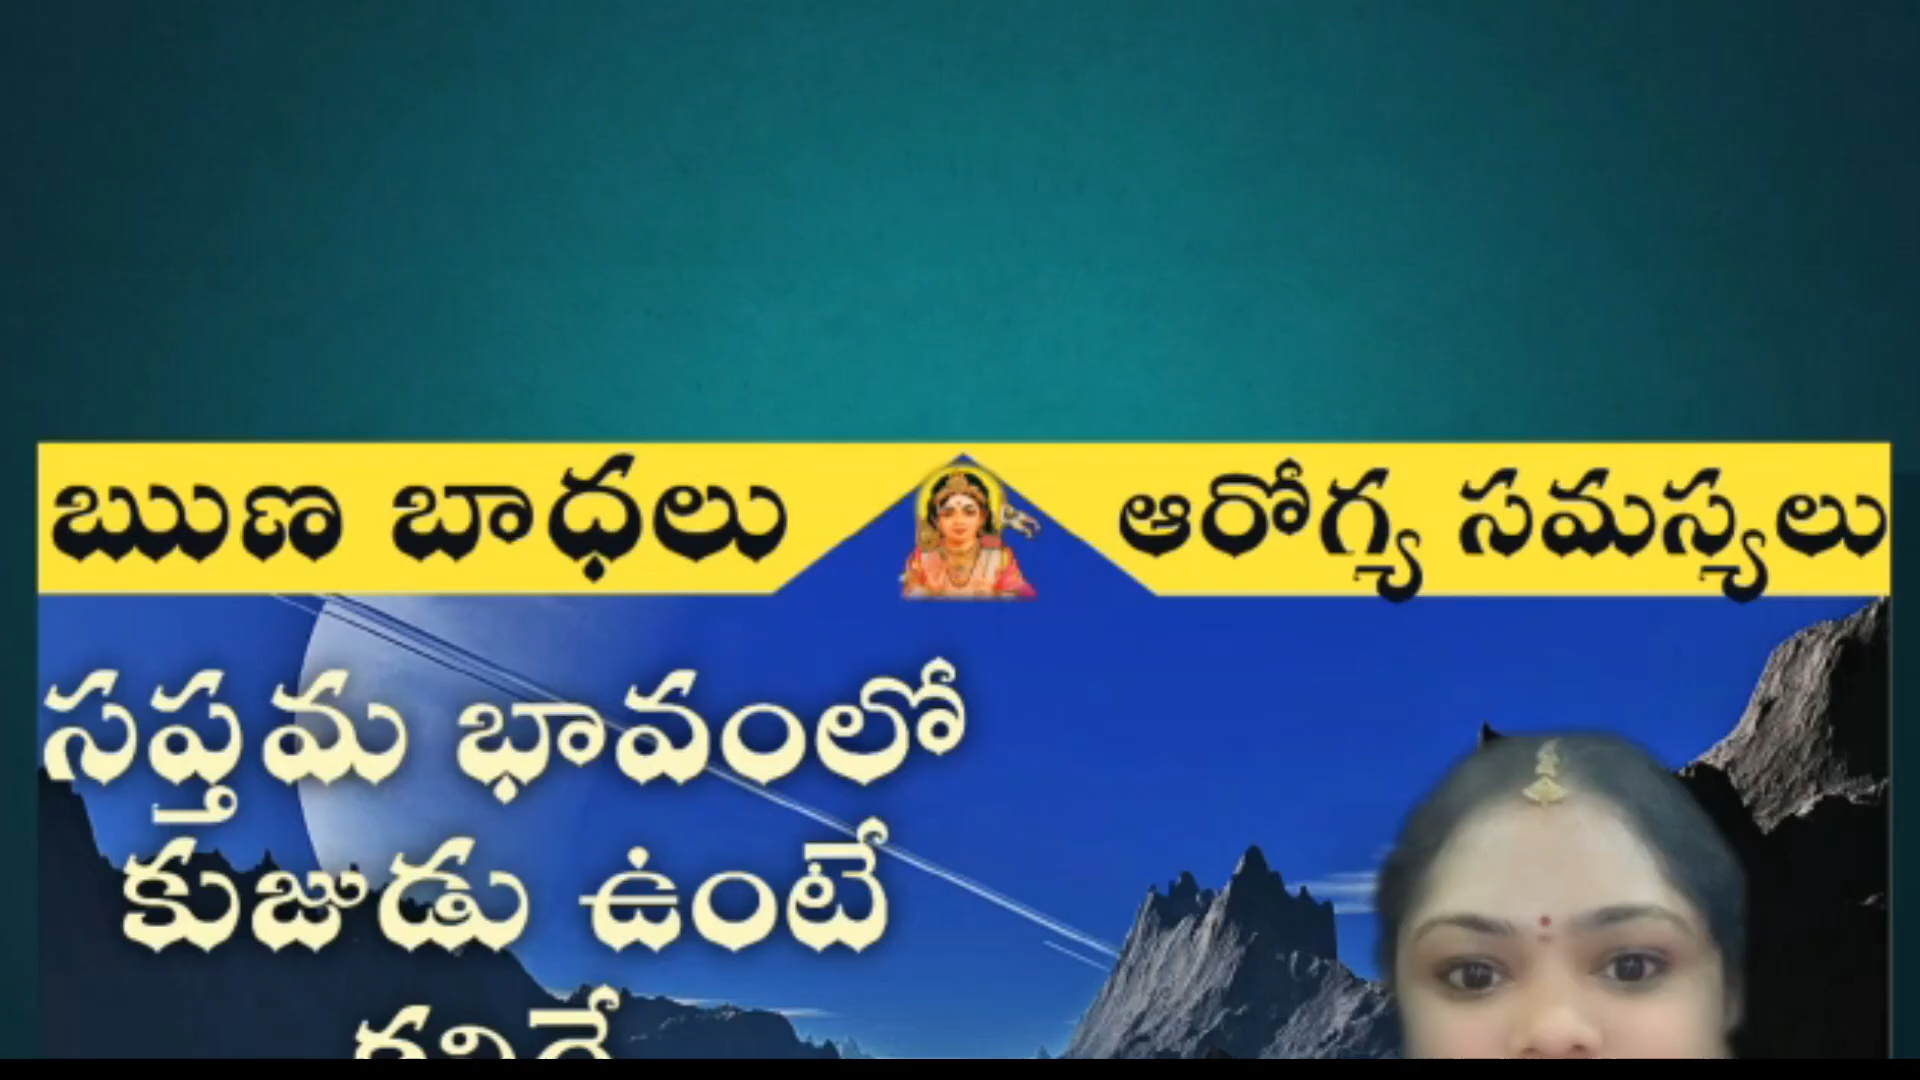 ఋణ బాధలు
ఆరోగ్య సమస్యలు
సప్తమ భావంలో
కుజుడు ఉంటే